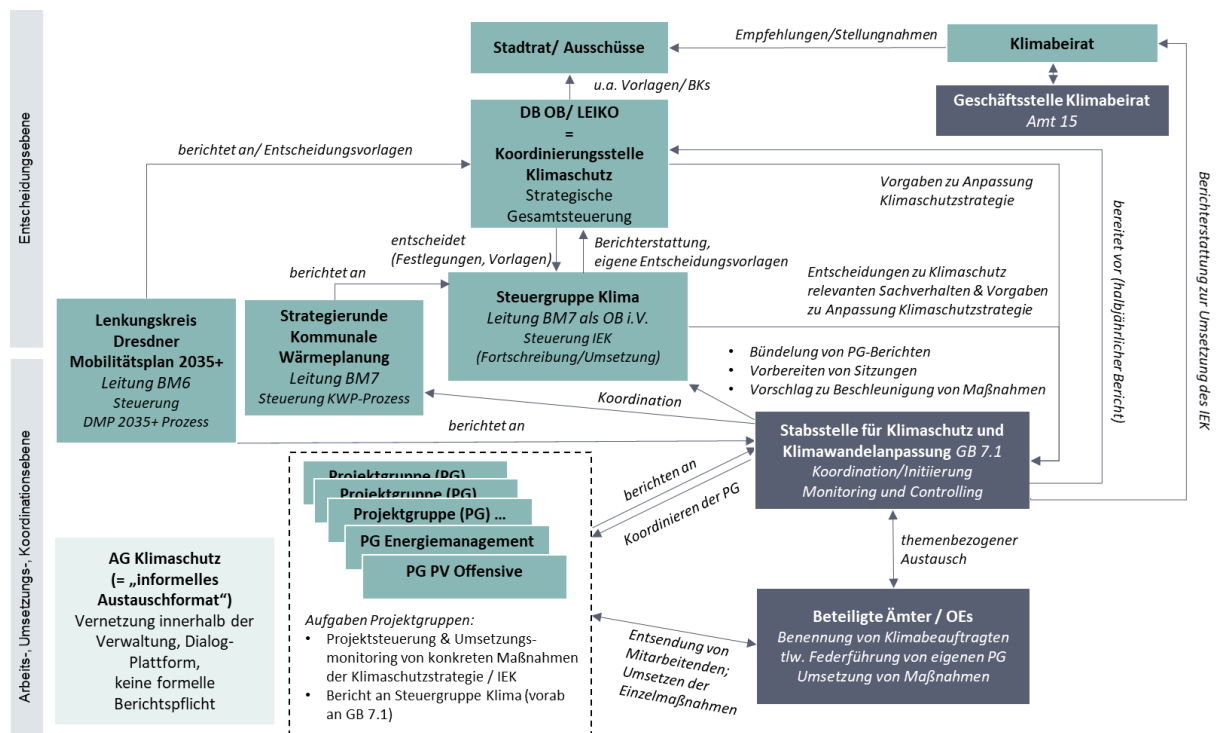 Entscheidungsebene
Stadtrat/ Ausschüsse
Empfehlungen/Stellungnahmen
Klimabeirat
u.a. Vorlagen/ BKs
Geschäftsstelle Klimabeirat
Amt 15
DB OB/ LEIKO
=
Koordinierungsstelle
Klimaschutz
Strategische
Gesamtsteuerung
berichtet an/ Entscheidungsvorlagen
Vorgaben zu Anpassung
Klimaschutzstrategie
bereitet vor (halbjährlicher Bericht)
Berichterstattung zur Umsetzung des IEK
entscheidet
(Festlegungen, Vorlagen)
Berichterstattung,
eigene Entscheidungsvorlagen
berichtet an
Entscheidungen zu Klimaschutz
relevanten Sachverhalten & Vorgaben
zu Anpassung Klimaschutzstrategie
Lenkungskreis
Dresdner
Mobilitätsplan 2035+
Leitung BM6
Steuerung
DMP 2035+ Prozess
Strategierunde
Kommunale
Wärmeplanung
Leitung BM7
Steuerung KWP-Prozess
Steuergruppe Klima
Leitung BM7 als OB i.V.
Steuerung IEK
(Fortschreibung/Umsetzung)
• Bündelung von PG-Berichten
• Vorbereiten von Sitzungen
• Vorschlag zu Beschleunigung von Maßnahmen
Koordination
berichtet an
Arbeits-, Umsetzungs-, Koordinationsebene
Stabsstelle für Klimaschutz und
Klimawandelanpassung GB 7.1
Koordination/Initiierung
Monitoring und Controlling
berichten an
Koordinieren der PG
Projektgruppe (PG)
Projektgruppe (PG)
Projektgruppe (PG) ...
PG Energiemanagement
PG PV Offensive
themenbezogener
Austausch
AG Klimaschutz
(= „informelles
Austauschformat“)
Vernetzung innerhalb der
Verwaltung, Dialog-
Plattform,
keine formelle
Berichtspflicht
Aufgaben Projektgruppen:
• Projektsteuerung & Umsetzungs-
monitoring von konkreten Maßnahmen
der Klimaschutzstrategie / IEK
• Bericht an Steuergruppe Klima (vorab
an GB 7.1)
Entsendung von
Mitarbeitenden;
Umsetzen der
Einzelmaßnahmen
Beteiligte Ämter / OEs
Benennung von Klimabeauftragten
tlw. Federführung von eigenen PG
Umsetzung von Maßnahmen